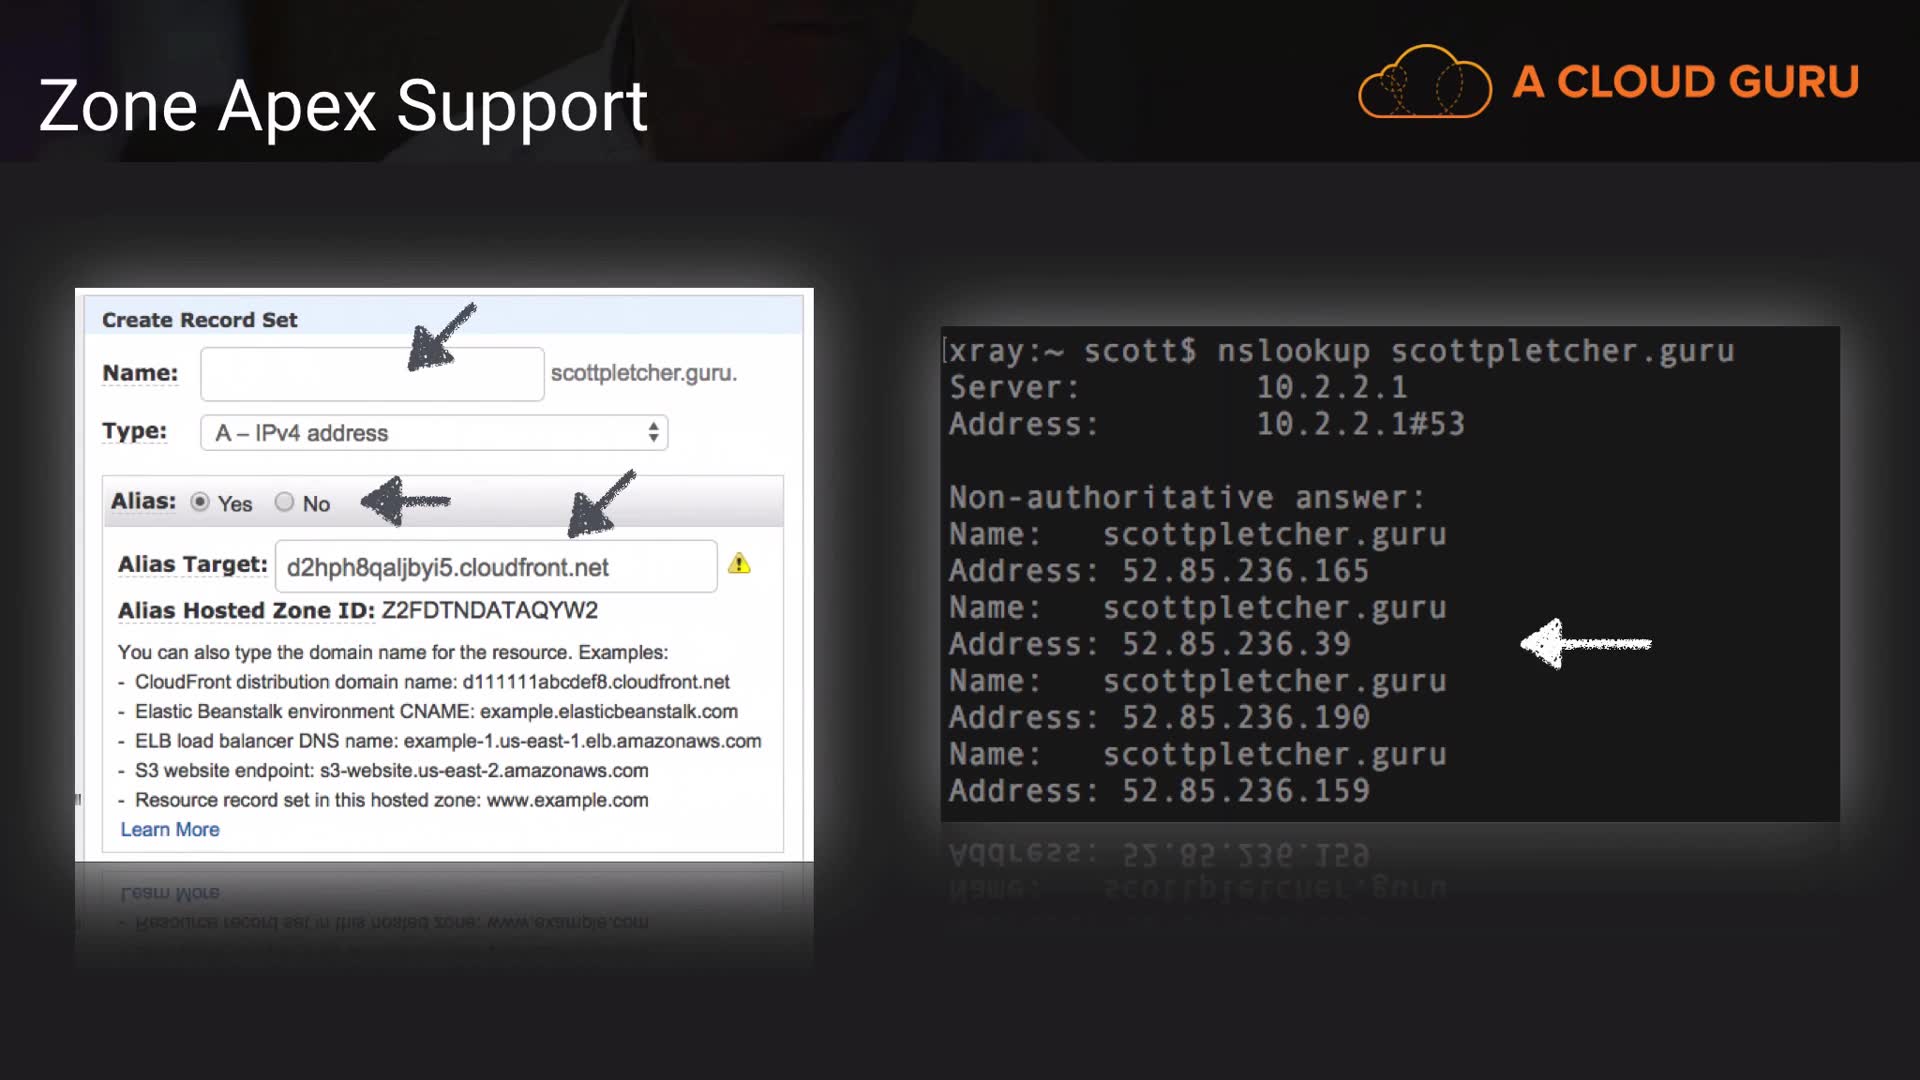 Zone Apex Support
A CLOUD GURU
Create Record Set
Name: scottpletcher.guru.
Type: A – IPv4 address
Alias: Yes No
Alias Target: d2hph8qaljbyi5.cloudfront.net
Alias Hosted Zone ID: Z2FDTNDATAQYW2
You can also type the domain name for the resource. Examples:
- CloudFront distribution domain name: d111111abcdef8.cloudfront.net
- Elastic Beanstalk environment CNAME: example.elasticbeanstalk.com
- ELB load balancer DNS name: example-1.us-east-1.elb.amazonaws.com
- S3 website endpoint: s3-website.us-east-2.amazonaws.com
- Resource record set in this hosted zone: www.example.com
Learn More
[xray:~ scott$ nslookup scottpletcher.guru
Server: 10.2.2.1
Address: 10.2.2.1#53
Non-authoritative answer:
Name: scottpletcher.guru
Address: 52.85.236.165
Name: scottpletcher.guru
Address: 52.85.236.39
Name: scottpletcher.guru
Address: 52.85.236.190
Name: scottpletcher.guru
Address: 52.85.236.159